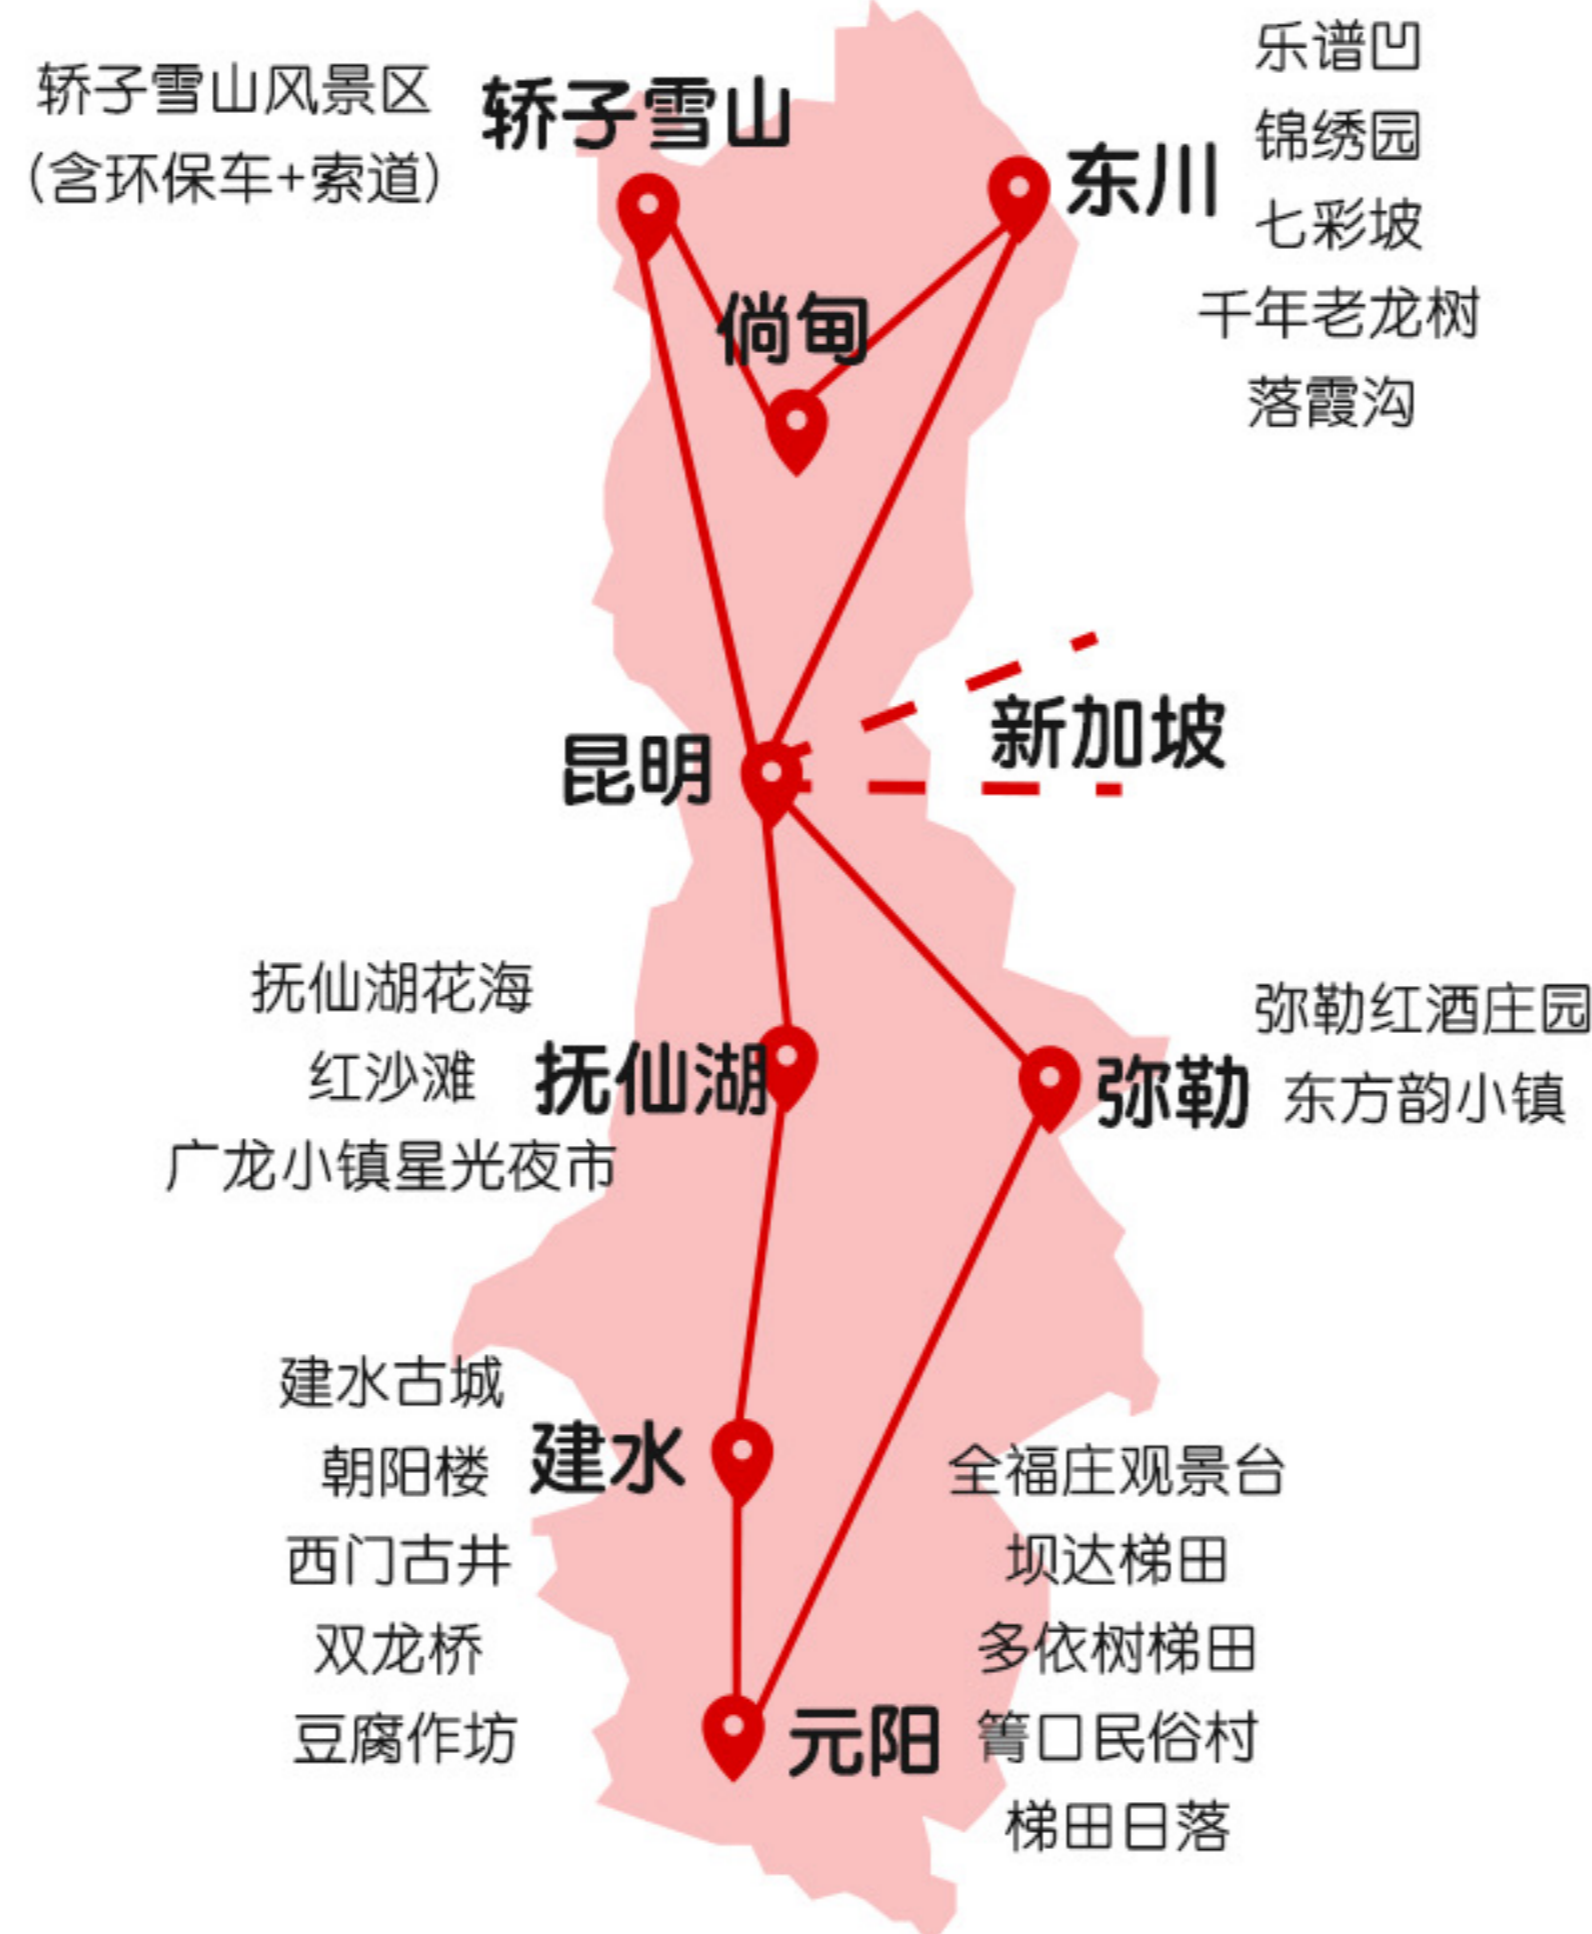 轿子雪山风景区
(含环保车+索道)
轿子雪山
东川
乐谱凹
锦绣园
七彩坡
千年老龙树
落霞沟
倘甸
新加坡
昆明
抚仙湖花海
红沙滩
广龙小镇星光夜市
抚仙湖
弥勒
弥勒红酒庄园
东方韵小镇
建水古城
朝阳楼
西门古井
双龙桥
豆腐作坊
建水
元阳
全福庄观景台
坝达梯田
多依树梯田
箐口民俗村
梯田日落